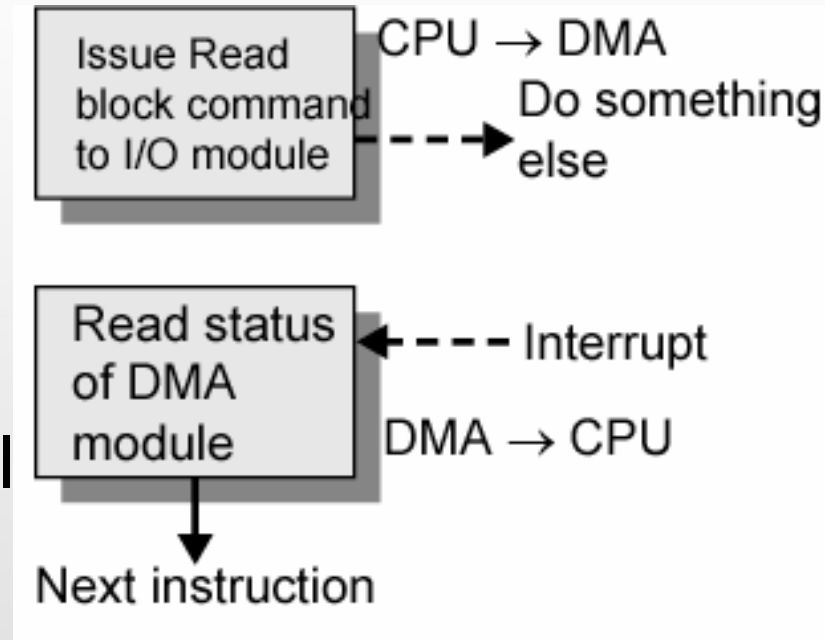 Issue Read
block command
to I/O module
CPU → DMA
Do something
else
Read status
of DMA
module
Interrupt
DMA → CPU
Next instruction